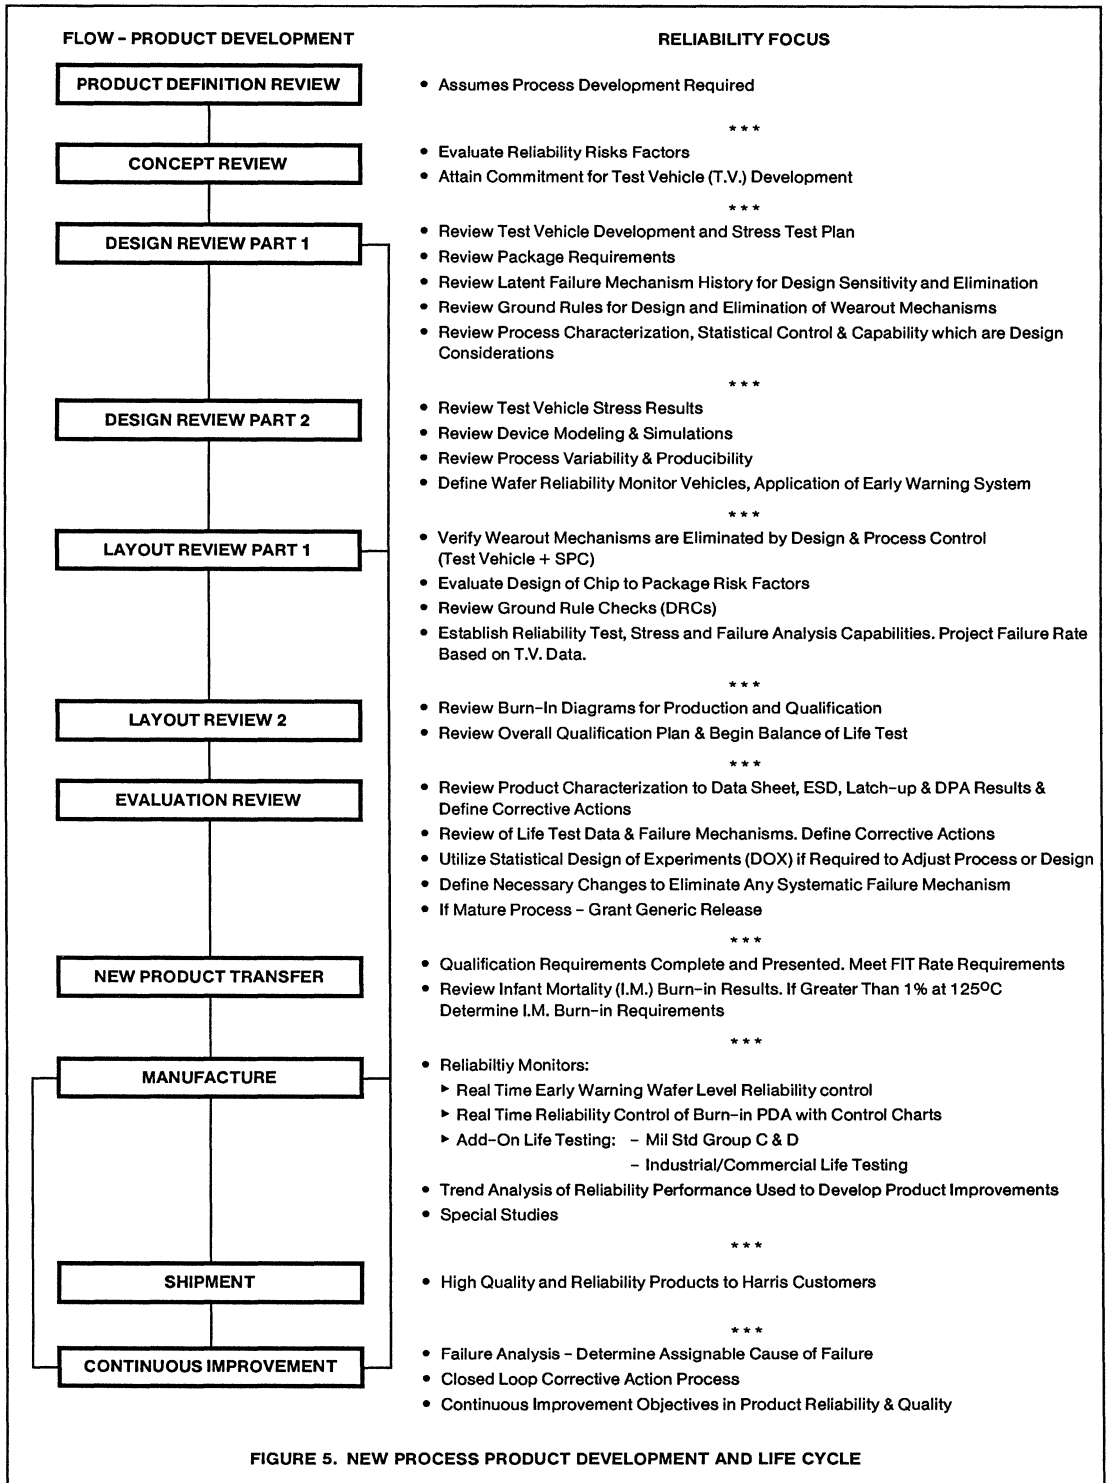 FLOW – PRODUCT DEVELOPMENT
RELIABILITY FOCUS
PRODUCT DEFINITION REVIEW
• Assumes Process Development Required
* * *
CONCEPT REVIEW
• Evaluate Reliability Risks Factors
• Attain Commitment for Test Vehicle (T.V.) Development
* * *
DESIGN REVIEW PART 1
• Review Test Vehicle Development and Stress Test Plan
• Review Package Requirements
• Review Latent Failure Mechanism History for Design Sensitivity and Elimination
• Review Ground Rules for Design and Elimination of Wearout Mechanisms
• Review Process Characterization, Statistical Control & Capability which are Design
Considerations
* * *
DESIGN REVIEW PART 2
• Review Test Vehicle Stress Results
• Review Device Modeling & Simulations
• Review Process Variability & Producibility
• Define Wafer Reliability Monitor Vehicles, Application of Early Warning System
* * *
LAYOUT REVIEW PART 1
• Verify Wearout Mechanisms are Eliminated by Design & Process Control
(Test Vehicle + SPC)
• Evaluate Design of Chip to Package Risk Factors
• Review Ground Rule Checks (DRCs)
• Establish Reliability Test, Stress and Failure Analysis Capabilities. Project Failure Rate
Based on T.V. Data.
* * *
LAYOUT REVIEW 2
• Review Burn–In Diagrams for Production and Qualification
• Review Overall Qualification Plan & Begin Balance of Life Test
* * *
EVALUATION REVIEW
• Review Product Characterization to Data Sheet, ESD, Latch–up & DPA Results &
Define Corrective Actions
• Review of Life Test Data & Failure Mechanisms. Define Corrective Actions
• Utilize Statistical Design of Experiments (DOX) if Required to Adjust Process or Design
• Define Necessary Changes to Eliminate Any Systematic Failure Mechanism
• If Mature Process – Grant Generic Release
* * *
NEW PRODUCT TRANSFER
• Qualification Requirements Complete and Presented. Meet FIT Rate Requirements
• Review Infant Mortality (I.M.) Burn–in Results. If Greater Than 1% at 125°C
Determine I.M. Burn–in Requirements
* * *
MANUFACTURE
• Reliabiltiy Monitors:
► Real Time Early Warning Wafer Level Reliability control
► Real Time Reliability Control of Burn–in PDA with Control Charts
► Add–On Life Testing: – Mil Std Group C & D
– Industrial/Commercial Life Testing
• Trend Analysis of Reliability Performance Used to Develop Product Improvements
• Special Studies
* * *
SHIPMENT
• High Quality and Reliability Products to Harris Customers
* * *
CONTINUOUS IMPROVEMENT
• Failure Analysis – Determine Assignable Cause of Failure
• Closed Loop Corrective Action Process
• Continuous Improvement Objectives in Product Reliability & Quality
FIGURE 5. NEW PROCESS PRODUCT DEVELOPMENT AND LIFE CYCLE